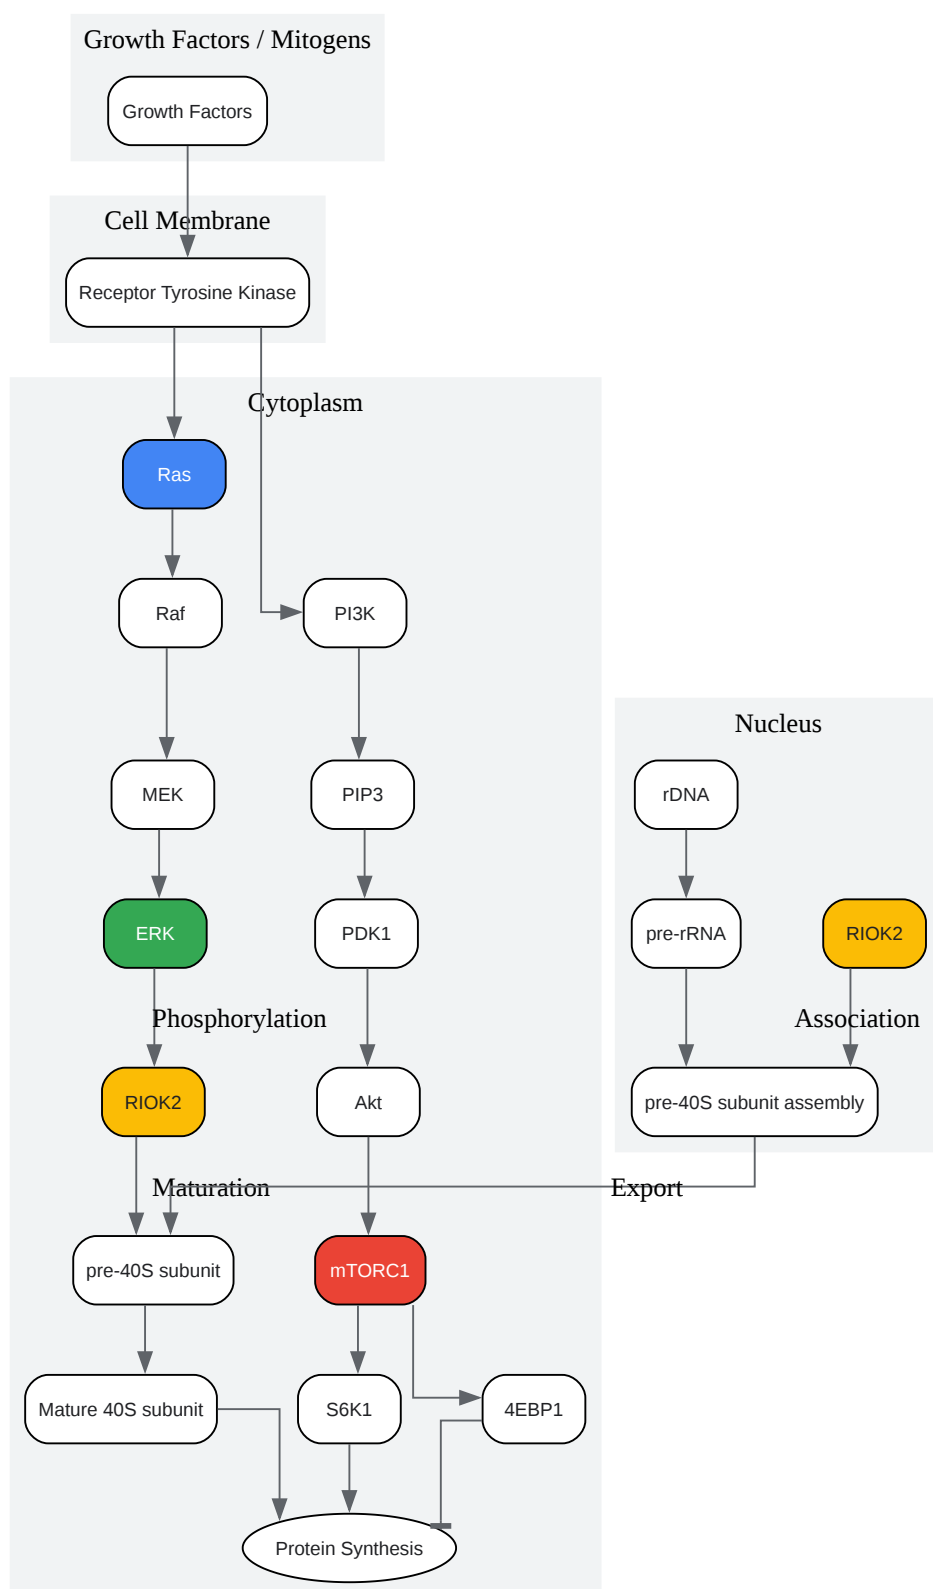 Growth Factors / Mitogens
Growth Factors
Cell Membrane
Receptor Tyrosine Kinase
Cytoplasm
Ras
Raf
PI3K
Nucleus
MEK
PIP3
rDNA
ERK
PDK1
pre-rRNA
RIOK2
Phosphorylation
Association
RIOK2
Akt
pre-40S subunit assembly
Maturation
Export
pre-40S subunit
mTORC1
Mature 40S subunit
S6K1
4EBP1
Protein Synthesis